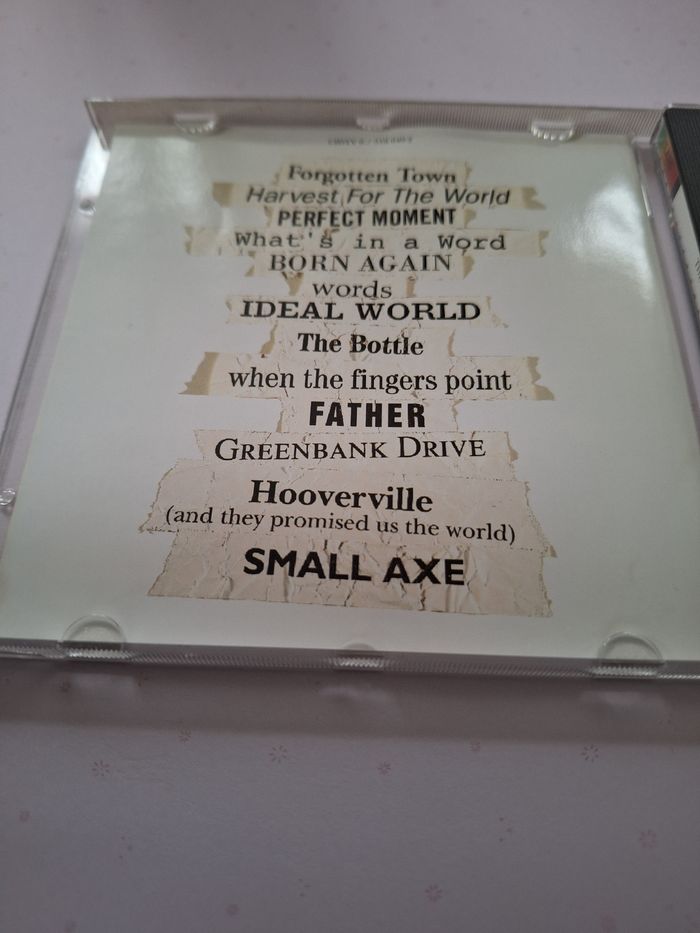 Forgotten Town
Harvest For The World
PERFECT MOMENT
What's in a Word
BORN AGAIN
words
IDEAL WORLD
The Bottle
when the fingers point
FATHER
GREENBANK DRIVE
Hooverville
(and they promised us the world)
SMALL AXE